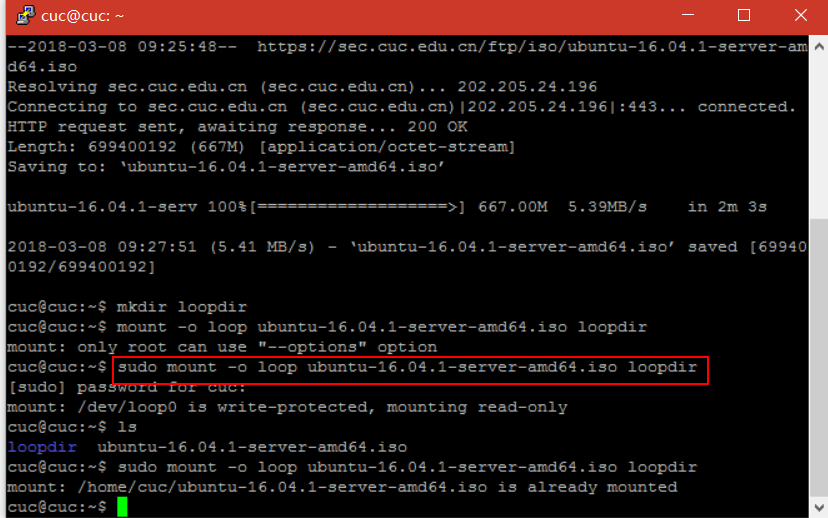 cuc@cuc: ~
--2018-03-08 09:25:48--  https://sec.cuc.edu.cn/ftp/iso/ubuntu-16.04.1-server-am
d64.iso
Resolving sec.cuc.edu.cn (sec.cuc.edu.cn)... 202.205.24.196
Connecting to sec.cuc.edu.cn (sec.cuc.edu.cn)|202.205.24.196|:443... connected.
HTTP request sent, awaiting response... 200 OK
Length: 699400192 (667M) [application/octet-stream]
Saving to: ‘ubuntu-16.04.1-server-amd64.iso’
ubuntu-16.04.1-serv 100%[===================>] 667.00M  5.39MB/s    in 2m 3s
2018-03-08 09:27:51 (5.41 MB/s) - ‘ubuntu-16.04.1-server-amd64.iso’ saved [69940
0192/699400192]
cuc@cuc:~$ mkdir loopdir
cuc@cuc:~$ mount -o loop ubuntu-16.04.1-server-amd64.iso loopdir
mount: only root can use "--options" option
cuc@cuc:~$ sudo mount -o loop ubuntu-16.04.1-server-amd64.iso loopdir
[sudo] password for cuc:
mount: /dev/loop0 is write-protected, mounting read-only
cuc@cuc:~$ ls
loopdir  ubuntu-16.04.1-server-amd64.iso
cuc@cuc:~$ sudo mount -o loop ubuntu-16.04.1-server-amd64.iso loopdir
mount: /home/cuc/ubuntu-16.04.1-server-amd64.iso is already mounted
cuc@cuc:~$